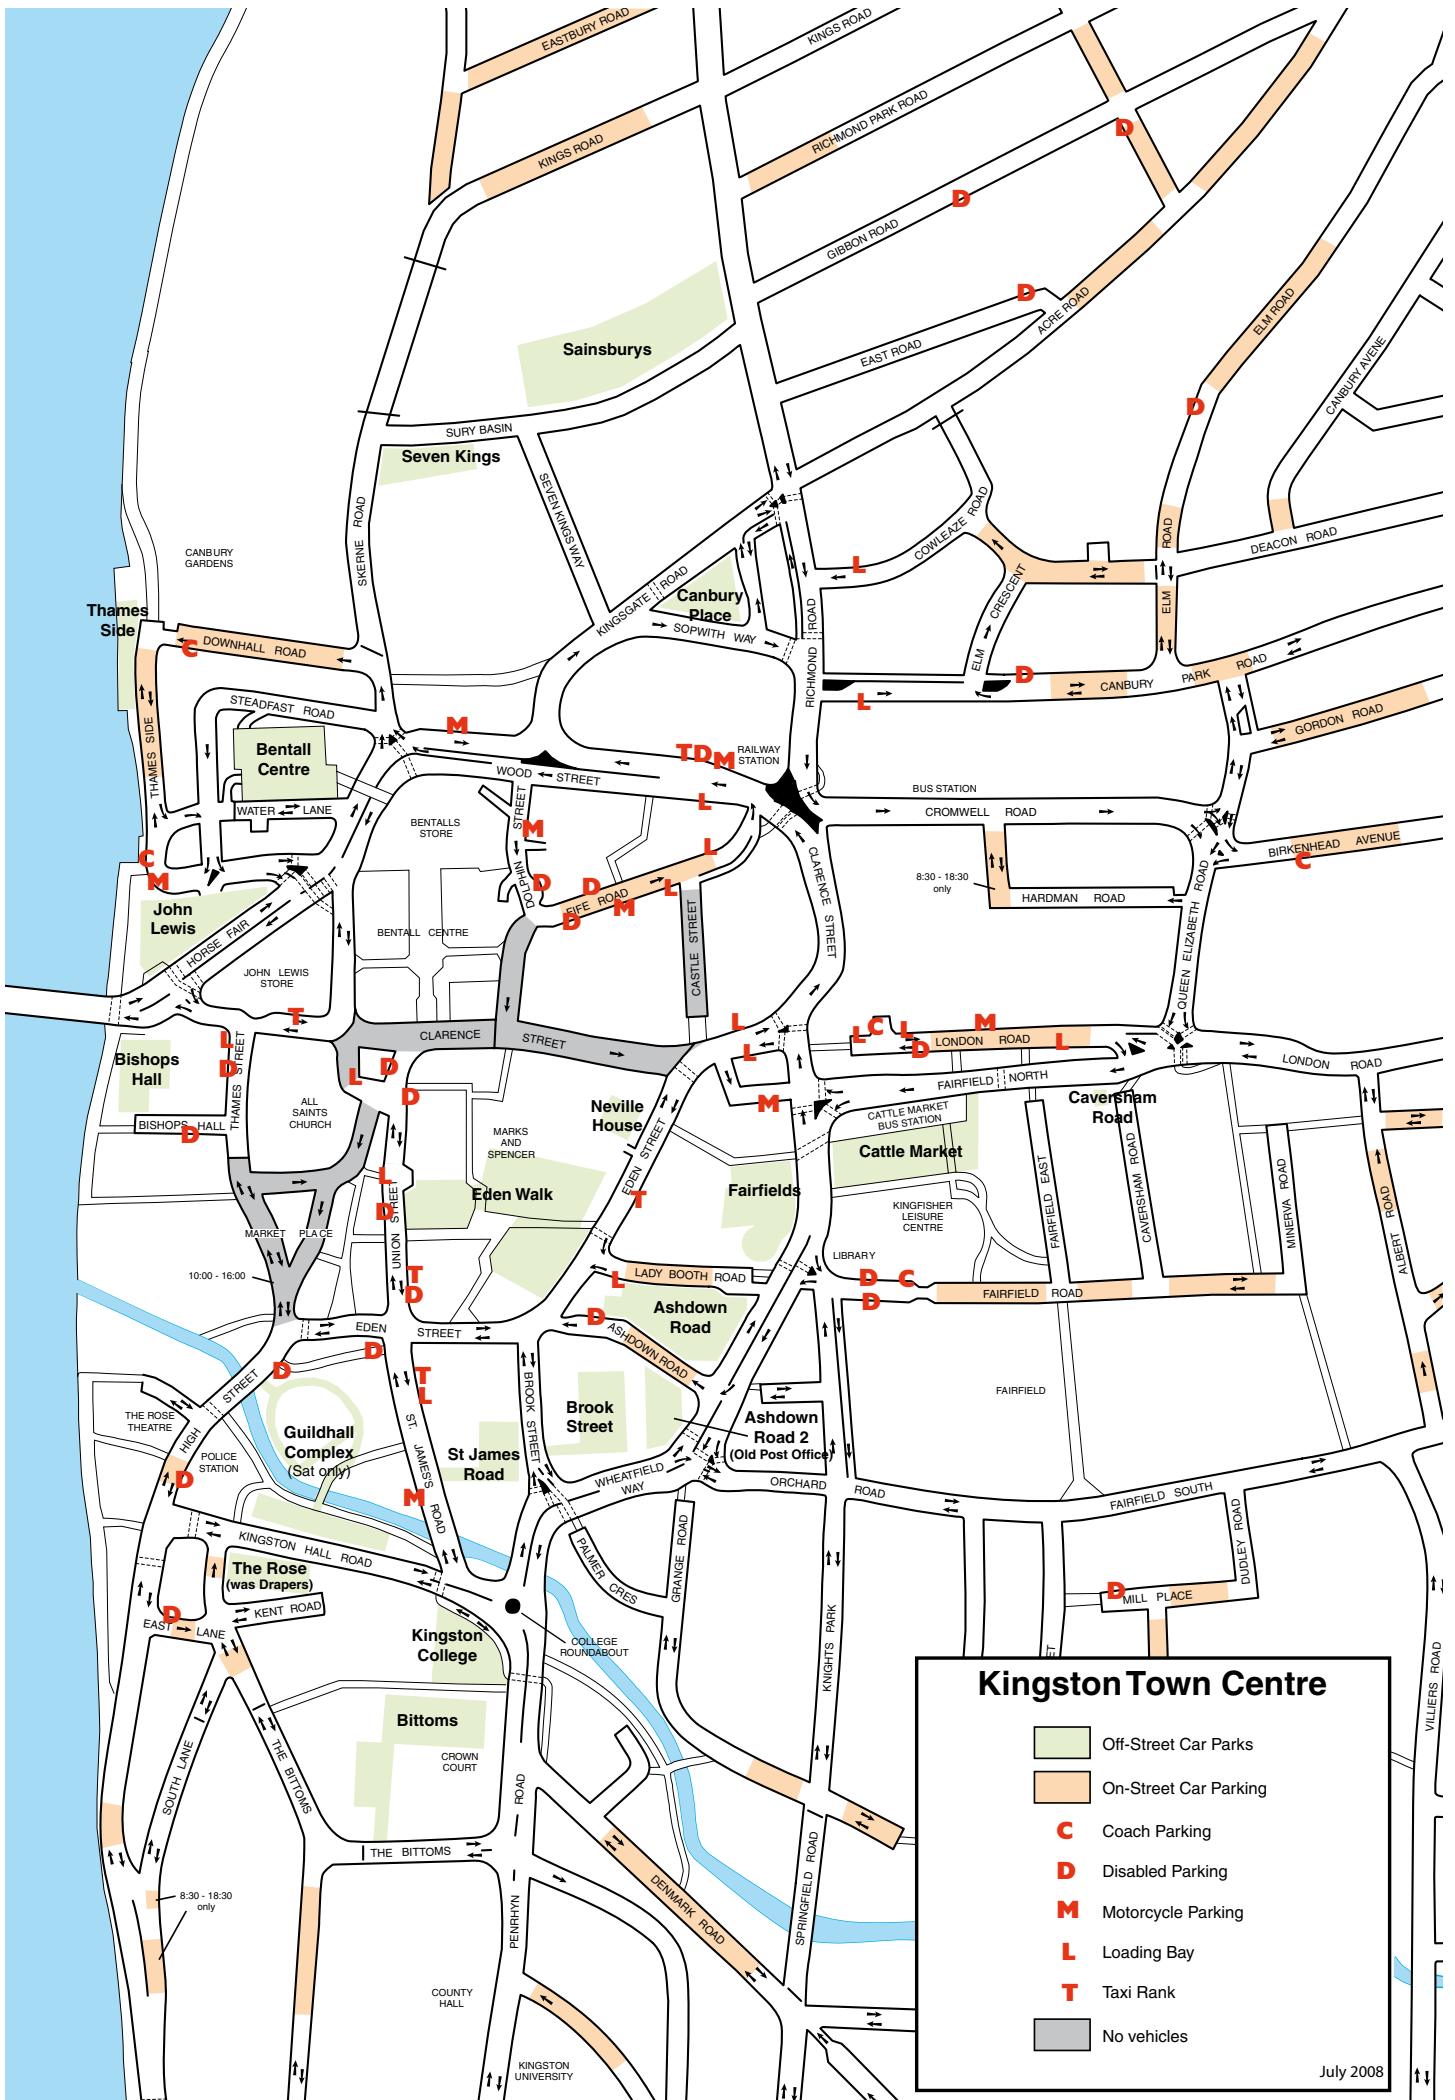 EASTBURY ROAD
KINGS ROAD
KINGS ROAD
RICHMOND PARK ROAD
D
D
GIBBON ROAD
D
ACRE ROAD
ELM ROAD
EAST ROAD
Sainsburys
CANBURY AVENE
D
SURY BASIN
Seven Kings
SEVEN KINGS WAY
SKERNE ROAD
COWLEAZE ROAD
ROAD
DEACON ROAD
CANBURY
GARDENS
L
KINGSGATE ROAD
Canbury
Place
SOPWITH WAY
RICHMOND ROAD
ELM CRESCENT
ELM
Thames
Side
C
DOWNHALL ROAD
D
CANBURY PARK ROAD
L
GORDON ROAD
STEADFAST ROAD
THAMES SIDE
M
Bentall
Centre
T D M
RAILWAY
STATION
WOOD STREET
BUS STATION
CROMWELL ROAD
WATER LANE
BENTALLS
STORE
STREET
M
L
L
DOLPHIN
D
D
L
FIFE ROAD
M
D
CLARENCE STREET
BIRKENHEAD AVENUE
C
8:30 - 18:30
only
HARDMAN ROAD
QUEEN ELIZABETH ROAD
C
M
John
Lewis
HORSE FAIR
BENTALL CENTRE
CASTLE STREET
JOHN LEWIS
STORE
T
L
D
THAMES STREET
Bishops
Hall
BISHOPS HALL
D
CLARENCE STREET
L
D
D
L
L
M
L C L
D
M
LONDON ROAD
L
FAIRFIELD NORTH
LONDON ROAD
CATTLE MARKET
BUS STATION
Caversham
Road
ALL
SAINTS
CHURCH
MARKS
AND
SPENCER
Neville
House
EDEN STREET
T
Cattle Market
Eden Walk
Fairfields
KINGFISHER
LEISURE
CENTRE
FAIRFIELD EAST
CAVERSHAM ROAD
MINERVA ROAD
ALBERT ROAD
L
D
UNION STREET
MARKET PLACE
10:00 - 16:00
T
D
LIBRARY
D C
D
FAIRFIELD ROAD
L
LADY BOOTH ROAD
Ashdown
Road
D
ASHDOWN ROAD
EDEN STREET
D
D
T
L
HIGH STREET
THE ROSE
THEATRE
POLICE
STATION
D
Guildhall
Complex
(Sat only)
ST. JAMES'S ROAD
M
St James
Road
BROOK STREET
Brook
Street
Ashdown
Road 2
(Old Post Office)
FAIRFIELD
WHEATFIELD
WAY
ORCHARD ROAD
FAIRFIELD SOUTH
KINGSTON HALL ROAD
The Rose
(was Drapers)
KENT ROAD
D
EAST LANE
PALMER CRES
GRANGE ROAD
KNIGHTS PARK
DUDLEY ROAD
D
MILL PLACE
ET
VILLIERS ROAD
Kingston
College
COLLEGE
ROUNDABOUT
Bittoms
CROWN
COURT
SOUTH LANE
THE BITTOMS
THE BITTOMS
8:30 - 18:30
only
PENRHYN ROAD
DENMARK ROAD
SPRINGFIELD ROAD
COUNTY
HALL
KINGSTON
UNIVERSITY
Kingston Town Centre
Off-Street Car Parks
On-Street Car Parking
C Coach Parking
D Disabled Parking
M Motorcycle Parking
L Loading Bay
T Taxi Rank
No vehicles
July 2008